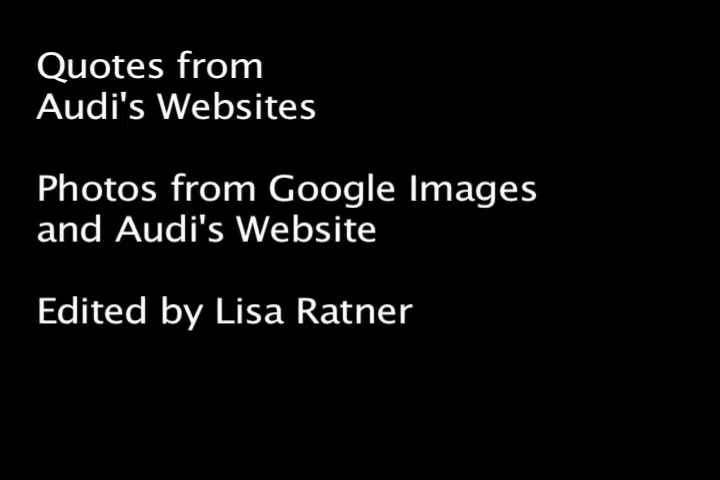 Quotes from
Audi's Websites
Photos from Google Images
and Audi's Website
Edited by Lisa Ratner